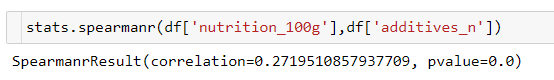 stats.spearmanr(df['nutrition_100g'],df['additives_n'])
SpearmanrResult(correlation=0.2719510857937709, pvalue=0.0)